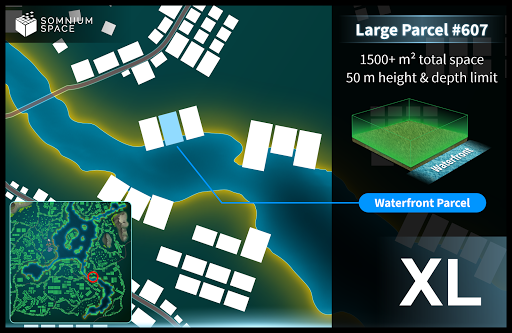 SOMNIUM
SPACE
Large Parcel #607
1500+ m² total space
50 m height & depth limit
Waterfront
Waterfront Parcel
XL